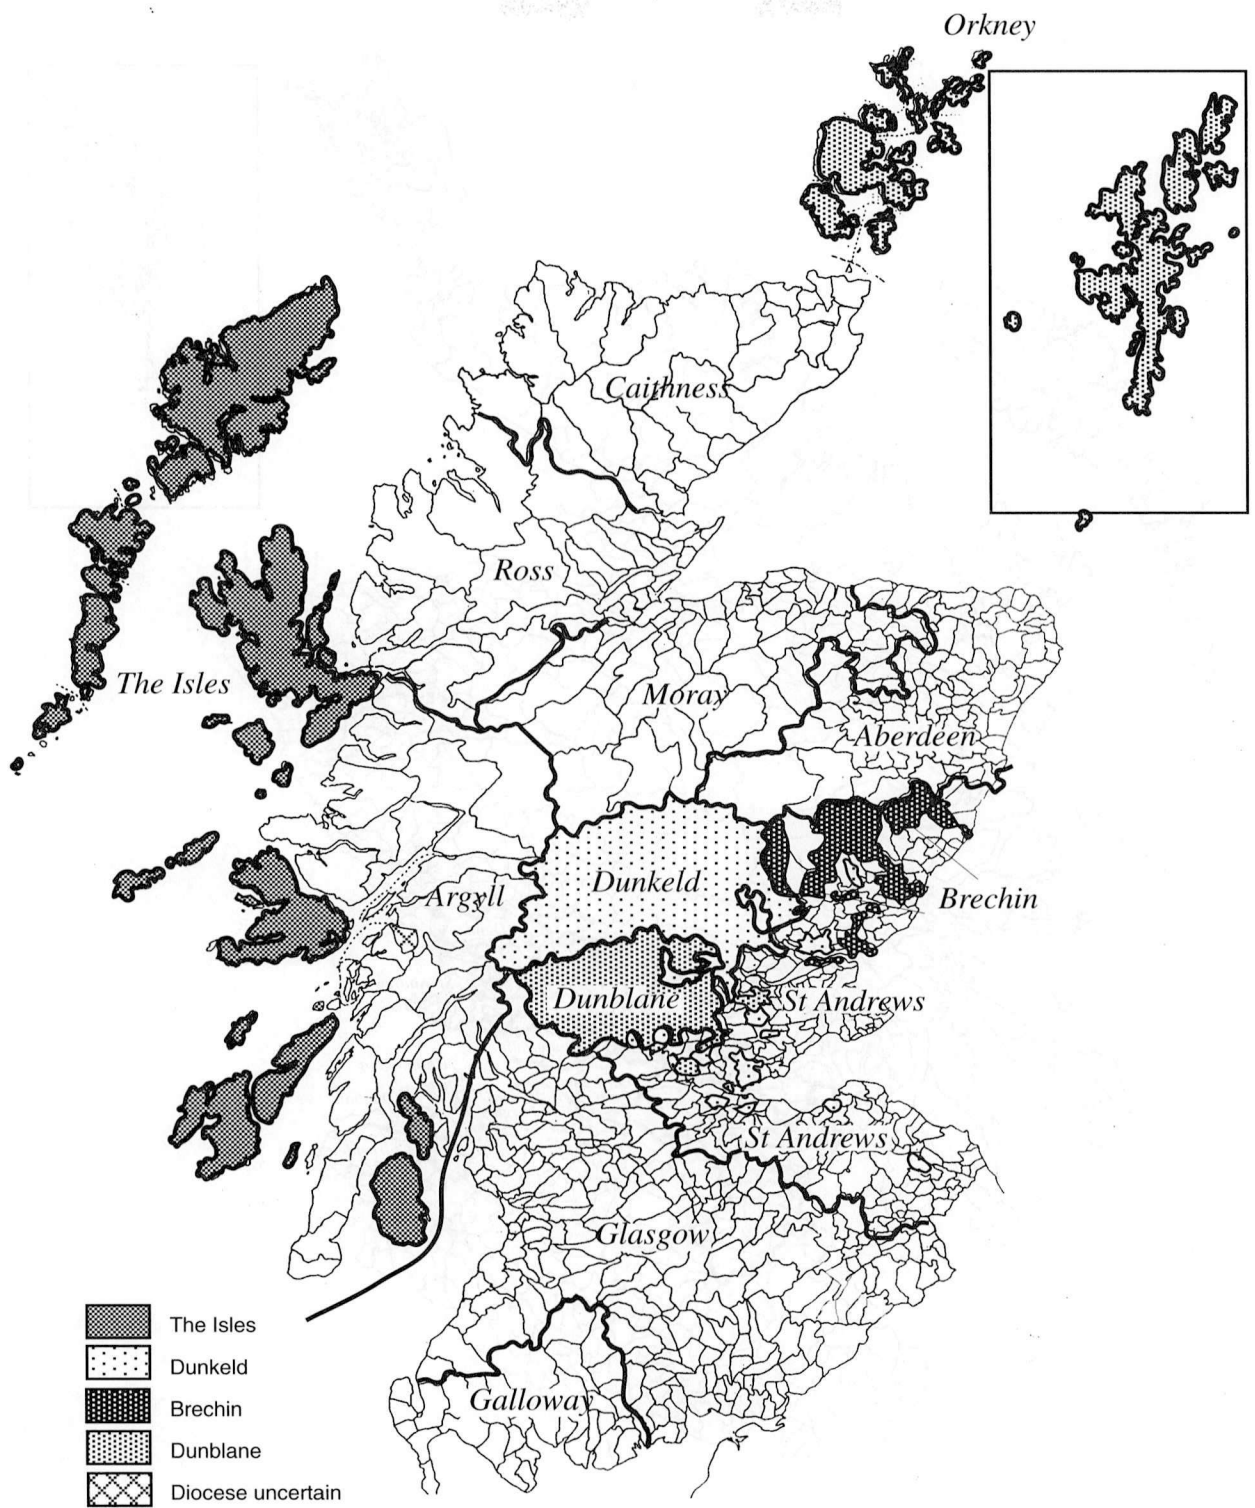 Orkney
Caithness
Ross
The Isles
Moray
Aberdeen
Dunkeld
Argyll
Brechin
Dunblane
St Andrews
St Andrews
Glasgow
Galloway
The Isles
Dunkeld
Brechin
Dunblane
Diocese uncertain